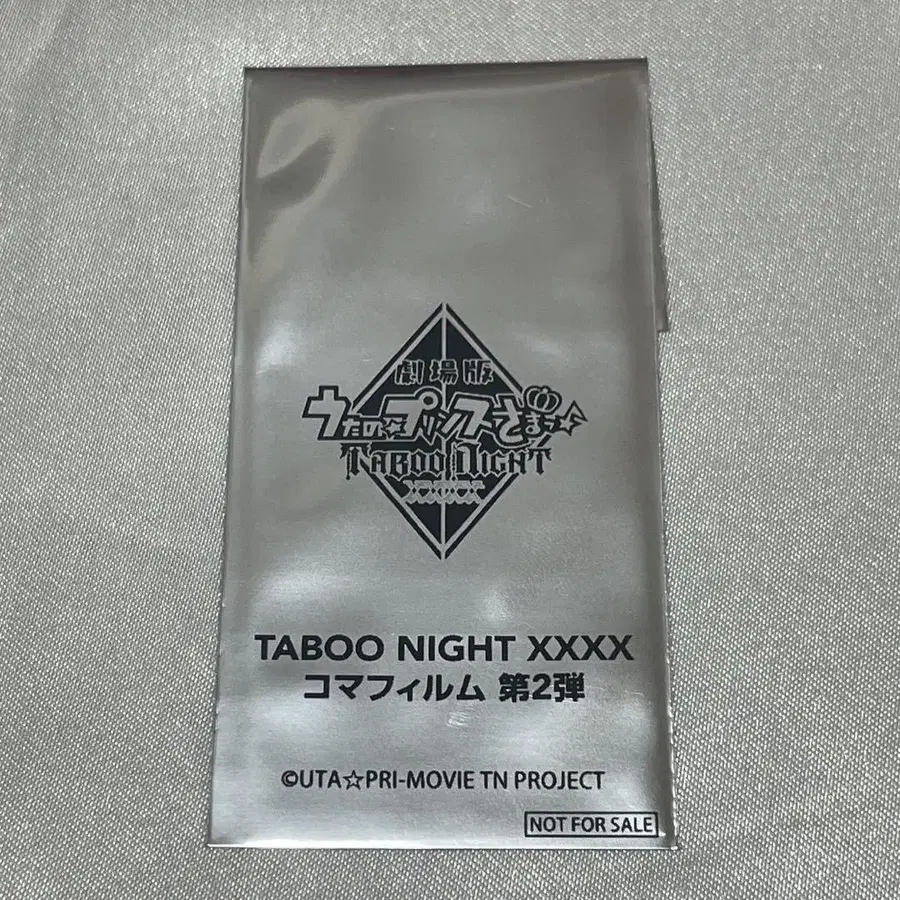 劇場版
うたの☆プリンスさまっ♪
TABOO NIGHT
XXXX
TABOO NIGHT XXXX
コマフィルム 第2弾
©UTA☆PRI-MOVIE TN PROJECT
NOT FOR SALE